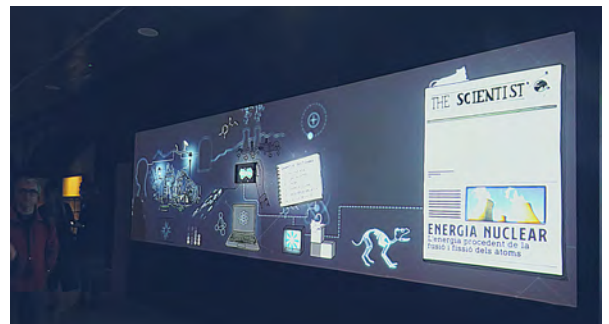 THE SCIENTIST
ENERGIA NUCLEAR
L'energia procedent de la
fusió i fissió dels àtoms